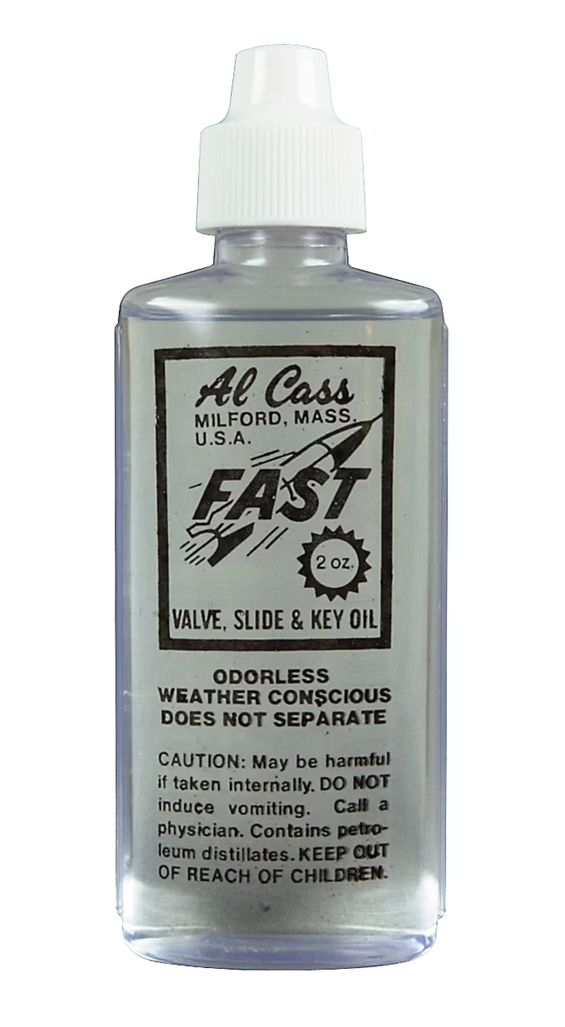 Al Cass
MILFORD, MASS.
U.S.A.
FAST
2 oz.
VALVE, SLIDE & KEY OIL
ODORLESS
WEATHER CONSCIOUS
DOES NOT SEPARATE
CAUTION: May be harmful
if taken internally. DO NOT
induce vomiting. Call a
physician. Contains petro-
leum distillates. KEEP OUT
OF REACH OF CHILDREN.